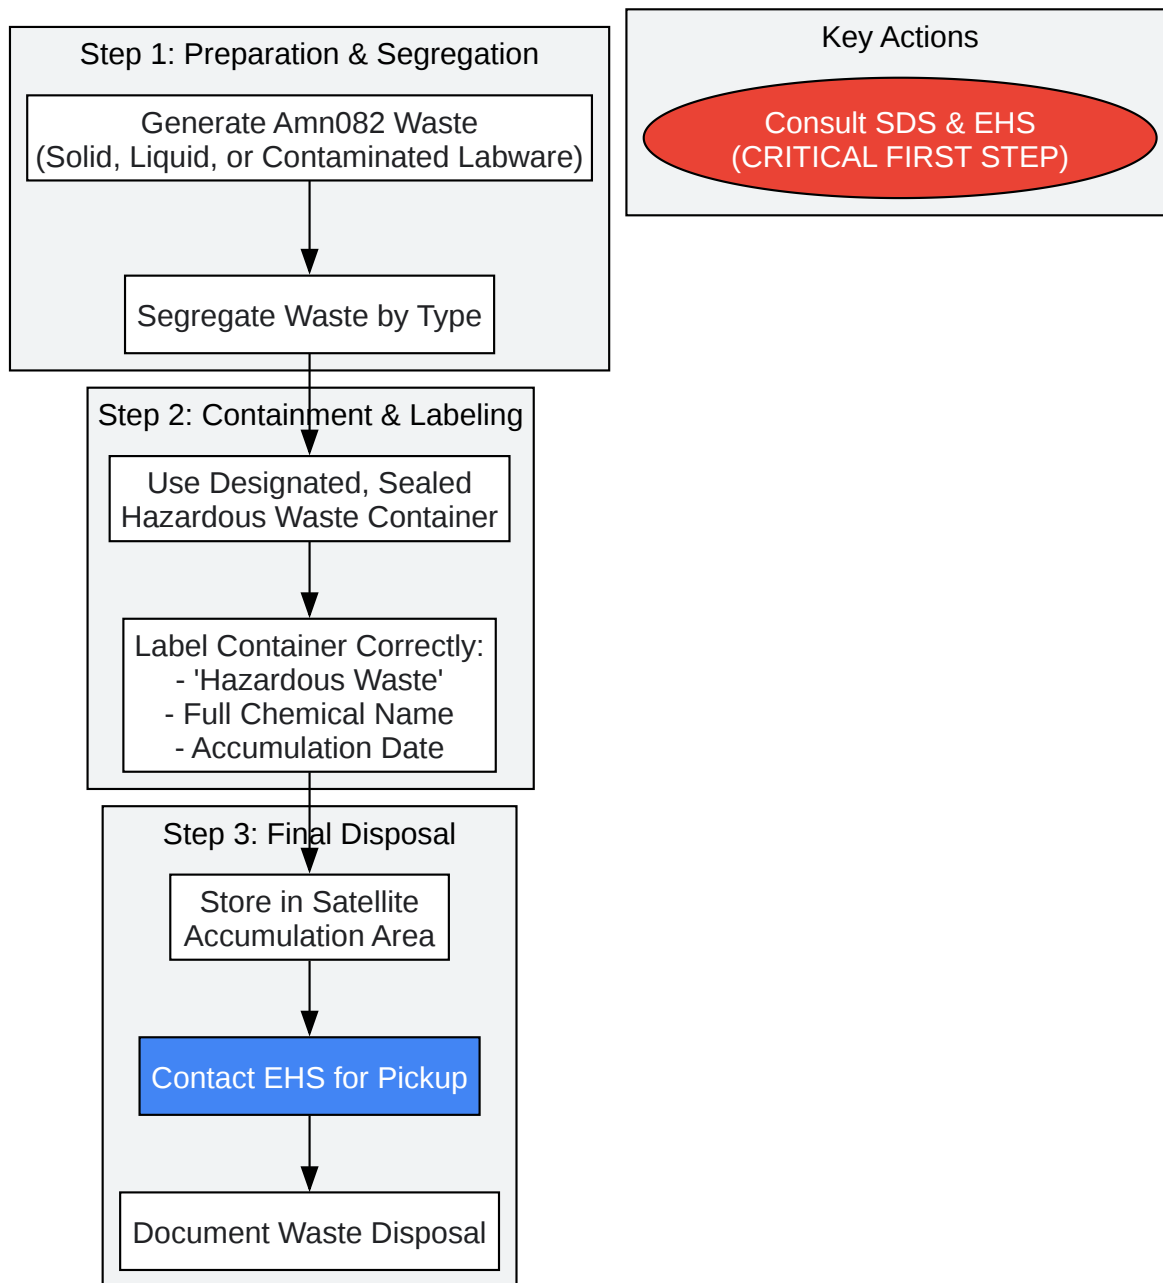 Step 1: Preparation & Segregation
Generate Amn082 Waste
(Solid, Liquid, or Contaminated Labware)
Segregate Waste by Type
Step 2: Containment & Labeling
Use Designated, Sealed
Hazardous Waste Container
Label Container Correctly:
- 'Hazardous Waste'
- Full Chemical Name
- Accumulation Date
Step 3: Final Disposal
Store in Satellite
Accumulation Area
Contact EHS for Pickup
Document Waste Disposal
Key Actions
Consult SDS & EHS
(CRITICAL FIRST STEP)